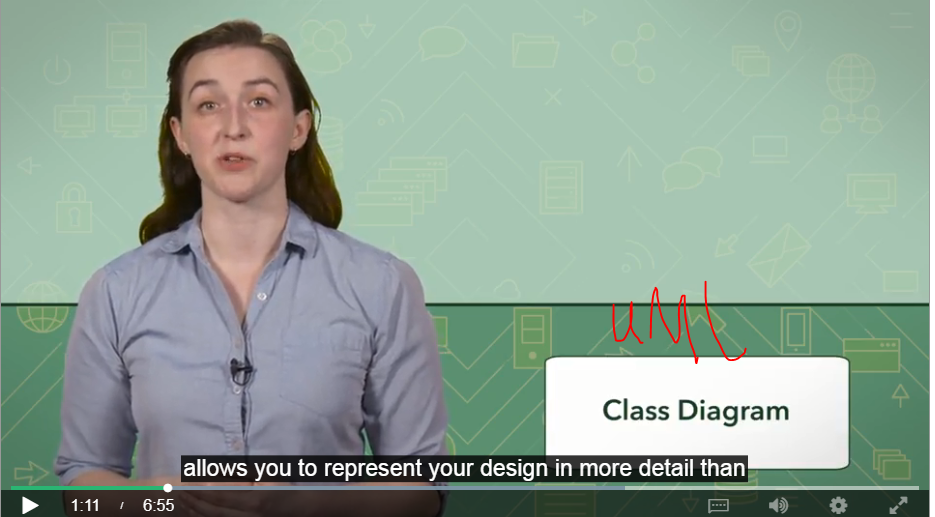 UML
Class Diagram
allows you to represent your design in more detail than
1:11 / 6:55